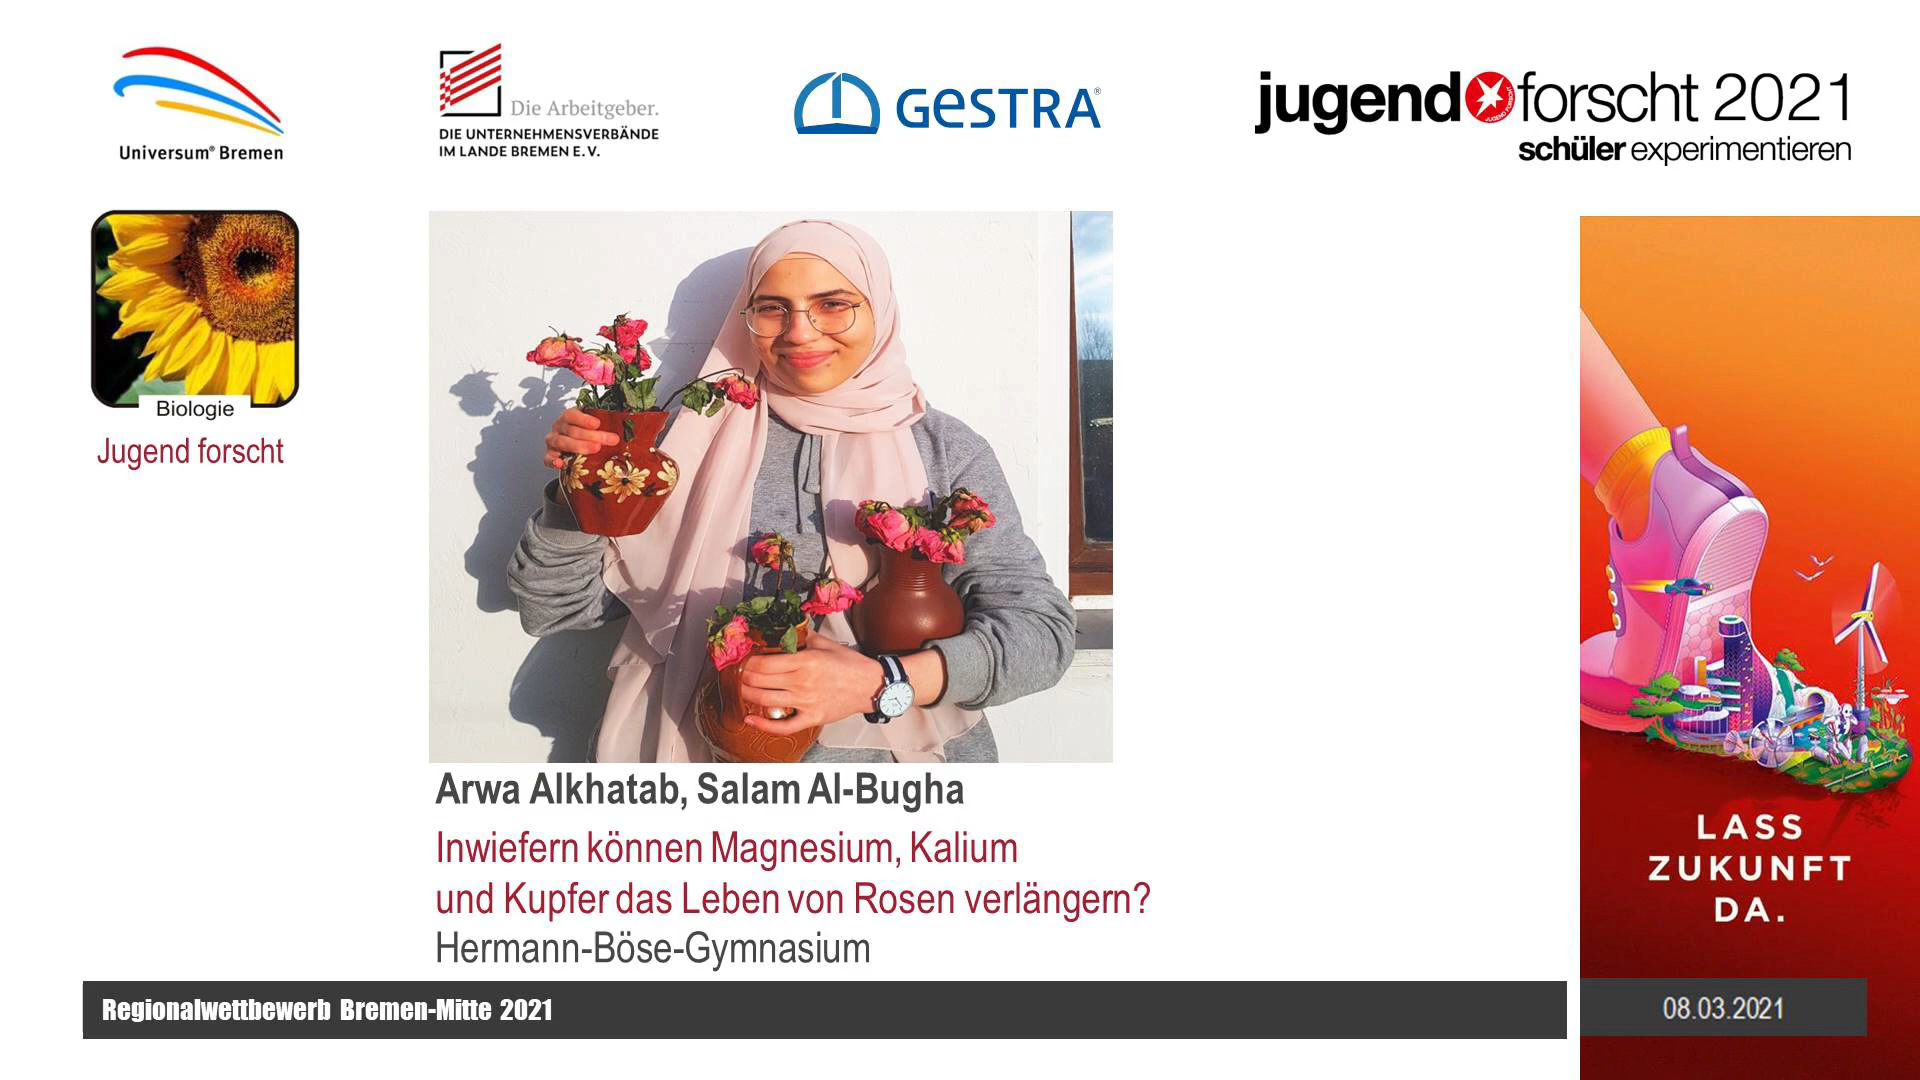 Universum® Bremen
Die Arbeitgeber.
DIE UNTERNEHMENSVERBÄNDE
IM LANDE BREMEN E.V.
GESTRA®
jugend forscht 2021
JUGEND FORSCHT
schüler experimentieren
Biologie
Jugend forscht
Arwa Alkhatab, Salam Al-Bugha
Inwiefern können Magnesium, Kalium
und Kupfer das Leben von Rosen verlängern?
Hermann-Böse-Gymnasium
LASS
ZUKUNFT
DA.
Regionalwettbewerb Bremen-Mitte 2021
08.03.2021